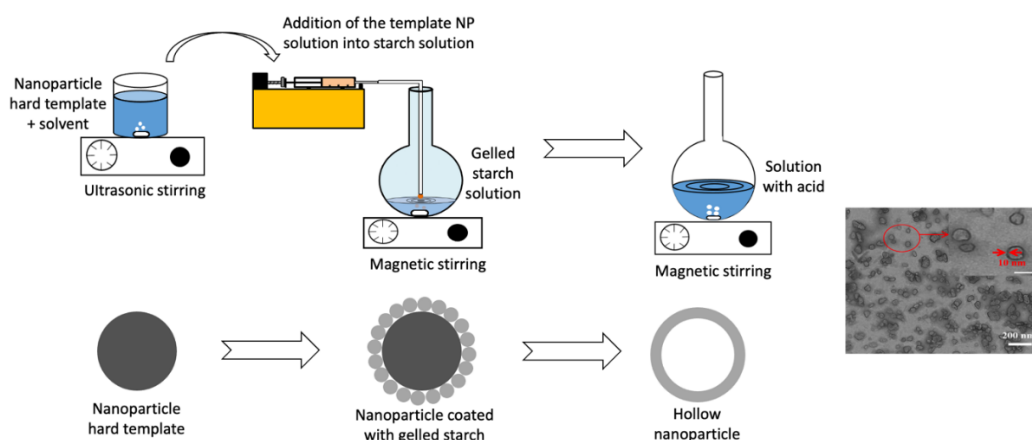 Addition of the template NP
solution into starch solution
Nanoparticle
hard template
+ solvent
Ultrasonic stirring
Gelled
starch
solution
Magnetic stirring
Solution
with acid
Magnetic stirring
10 nm
200 nm
Nanoparticle
hard template
Nanoparticle coated
with gelled starch
Hollow
nanoparticle